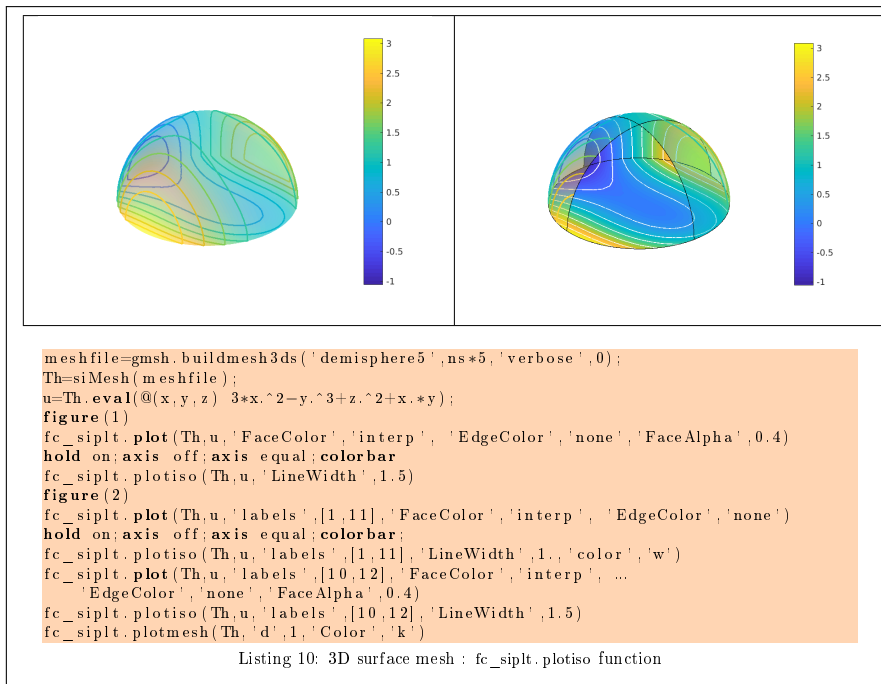 3
2.5
2
1.5
1
0.5
0
-0.5
-1
3
2.5
2
1.5
1
0.5
0
-0.5
-1
meshfile=gmsh.buildmesh3ds('demisphere5',ns*5,'verbose',0);
Th=siMesh(meshfile);
u=Th.eval(@(x,y,z) 3*x.^2-y.^3+z.^2+x.*y);
figure(1)
fc_siplt.plot(Th,u,'FaceColor','interp', 'EdgeColor','none','FaceAlpha',0.4)
hold on;axis off;axis equal;colorbar
fc_siplt.plotiso(Th,u,'LineWidth',1.5)
figure(2)
fc_siplt.plot(Th,u,'labels',[1,11],'FaceColor','interp', 'EdgeColor','none')
hold on;axis off;axis equal;colorbar;
fc_siplt.plotiso(Th,u,'labels',[1,11],'LineWidth',1.,'color','w')
fc_siplt.plot(Th,u,'labels',[10,12],'FaceColor','interp', ...
'EdgeColor','none','FaceAlpha',0.4)
fc_siplt.plotiso(Th,u,'labels',[10,12],'LineWidth',1.5)
fc_siplt.plotmesh(Th,'d',1,'Color','k')
Listing 10: 3D surface mesh : fc_siplt.plotiso function